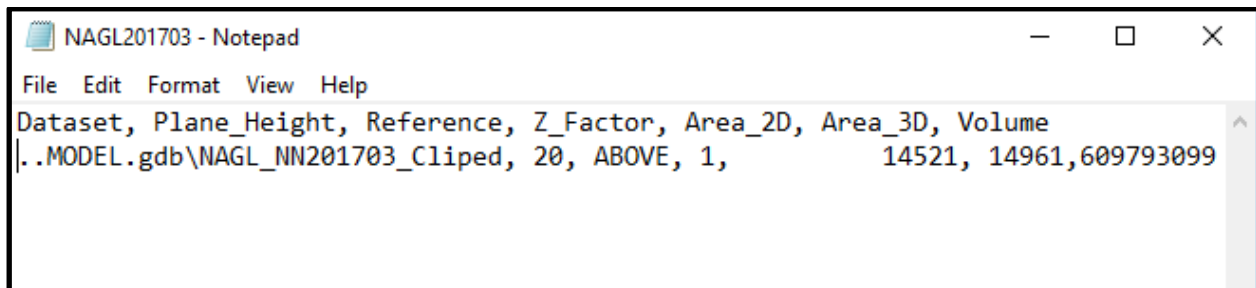 NAGL201703 - Notepad
File Edit Format View Help
Dataset, Plane_Height, Reference, Z_Factor, Area_2D, Area_3D, Volume
..MODEL.gdb\NAGL_NN201703_Cliped, 20, ABOVE, 1, 14521, 14961,609793099